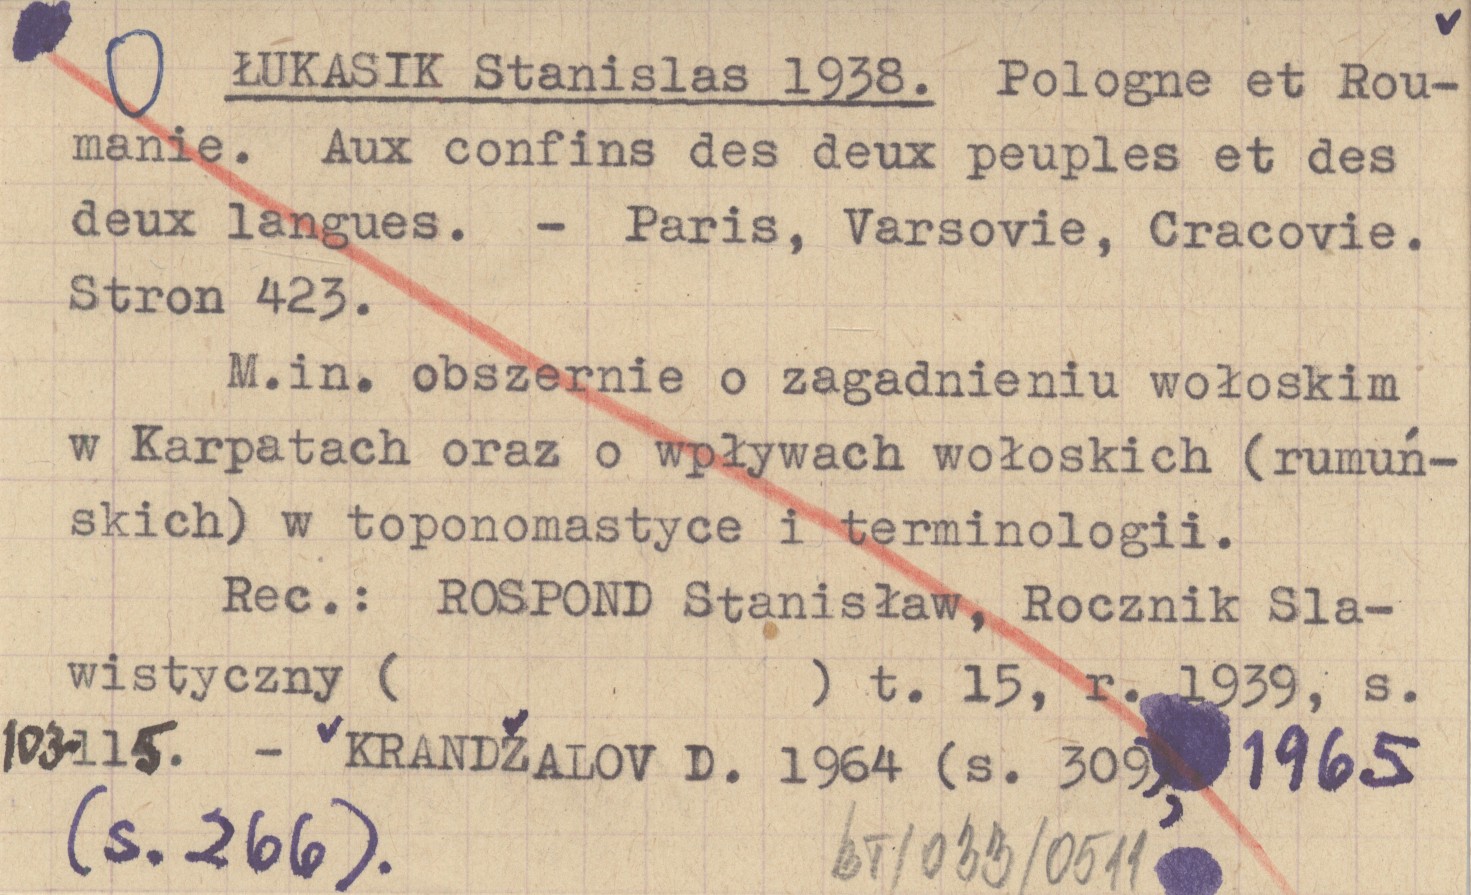 ŁUKASIK Stanislas 1938. Pologne et Rou-
manie. Aux confins des deux peuples et des
deux langues. - Paris, Varsovie, Cracovie.
Stron 423.
M.in. obszernie o zagadnieniu wołoskim
w Karpatach oraz o wpływach wołoskich (rumuń-
skich) w toponomastyce i terminologii.
Rec.: ROSPOND Stanisław, Rocznik Sla-
wistyczny ( ) t. 15, r. 1939, s.
103-115. - KRANDŽALOV D. 1964 (s. 309), 1965
(s. 266).
bT/033/0511